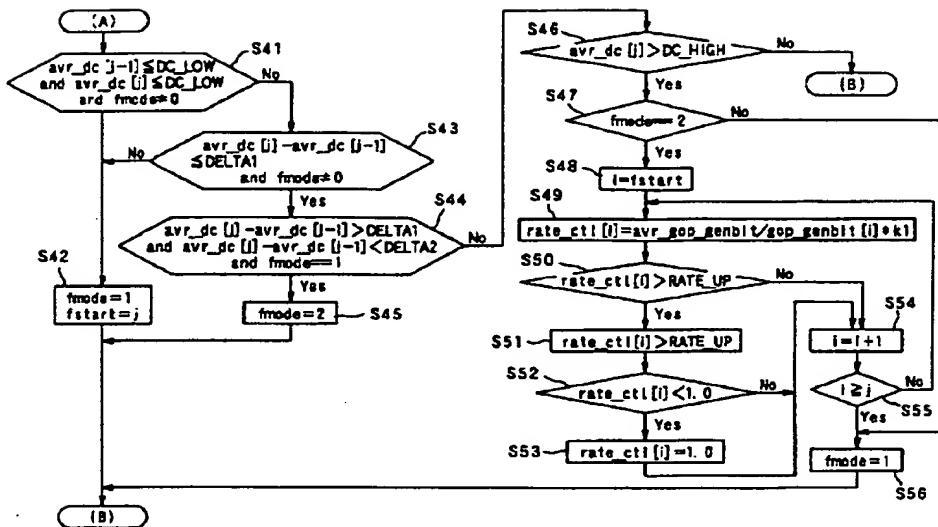 (A)
S41
avr_dc [j-1]≦DC_LOW
and avr_dc [j]≦DC_LOW
and fmode≠0
No
S43
avr_dc [j] -avr_dc [j-1]
≦DELTA1
and fmode≠0
No
Yes
S44
avr_dc [j] -avr_dc [j-1]>DELTA1
and avr_dc [j] -avr_dc [j-1]<DELTA2
and fmode==1
No
Yes
S42
fmode=1
fstart=j
fmode=2
S45
(B)
S46
avr_dc [j]>DC_HIGH
No
(B)
Yes
S47
fmode==2
No
Yes
S48
i=fstart
S49
rate_ctl[i]=avr_gop_genbit/gop_genbit[i]*k1
S50
rate_ctl[i]>RATE_UP
No
Yes
S51
rate_ctl[i]>RATE_UP
S52
rate_ctl[i]<1.0
No
Yes
S53
rate_ctl[i]=1.0
S54
i=i+1
i≧j
No
S55
Yes
fmode=1
S56